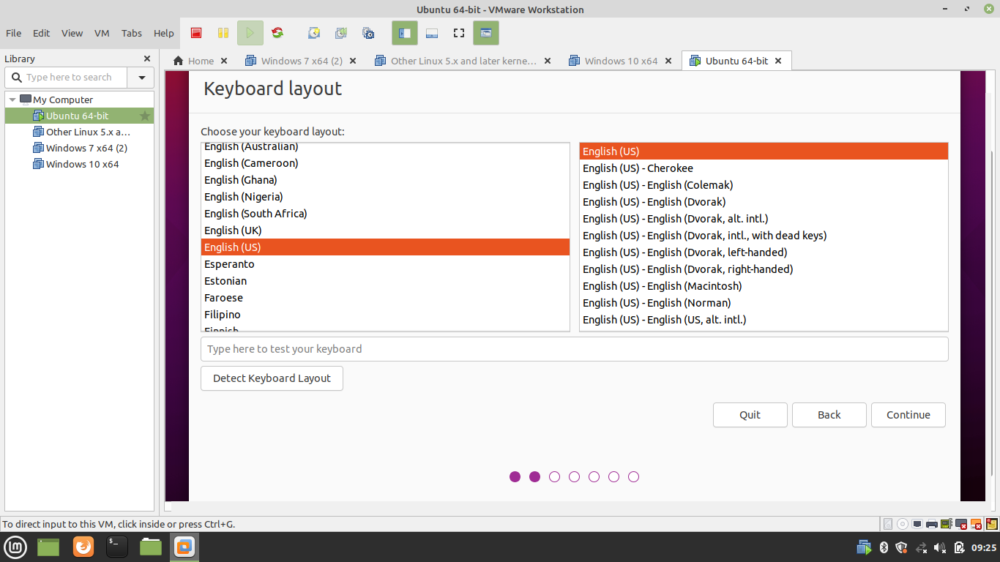 Ubuntu 64-bit - VMware Workstation
File Edit View VM Tabs Help
Library
Type here to search
My Computer
Ubuntu 64-bit
Other Linux 5.x a...
Windows 7 x64 (2)
Windows 10 x64
Home
Windows 7 x64 (2)
Other Linux 5.x and later kerne...
Windows 10 x64
Ubuntu 64-bit
Keyboard layout
Choose your keyboard layout:
English (Australian)
English (Cameroon)
English (Ghana)
English (Nigeria)
English (South Africa)
English (UK)
English (US)
Esperanto
Estonian
Faroese
Filipino
Finnish
English (US)
English (US) - Cherokee
English (US) - English (Colemak)
English (US) - English (Dvorak)
English (US) - English (Dvorak, alt. intl.)
English (US) - English (Dvorak, intl., with dead keys)
English (US) - English (Dvorak, left-handed)
English (US) - English (Dvorak, right-handed)
English (US) - English (Macintosh)
English (US) - English (Norman)
English (US) - English (US, alt. intl.)
Type here to test your keyboard
Detect Keyboard Layout
Quit
Back
Continue
To direct input to this VM, click inside or press Ctrl+G.
09:25